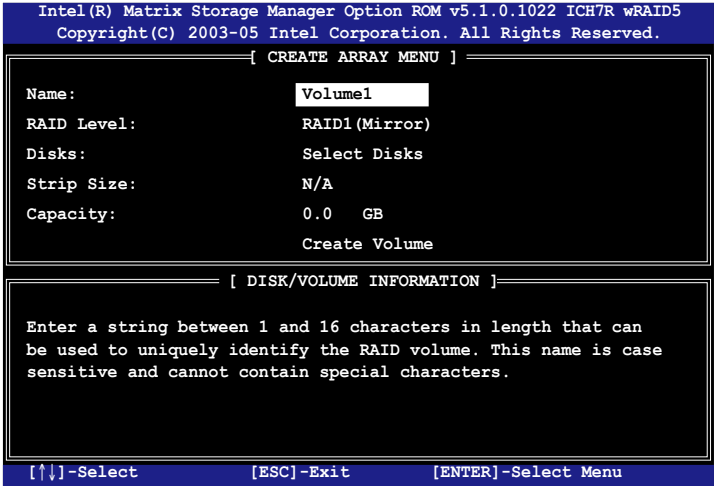 Intel(R) Matrix Storage Manager Option ROM v5.1.0.1022 ICH7R wRAID5
Copyright(C) 2003-05 Intel Corporation. All Rights Reserved.
[ CREATE ARRAY MENU ]
Name: Volume1
RAID Level: RAID1(Mirror)
Disks: Select Disks
Strip Size: N/A
Capacity: 0.0 GB
Create Volume
[ DISK/VOLUME INFORMATION ]
Enter a string between 1 and 16 characters in length that can
be used to uniquely identify the RAID volume. This name is case
sensitive and cannot contain special characters.
[↑↓]-Select [ESC]-Exit [ENTER]-Select Menu